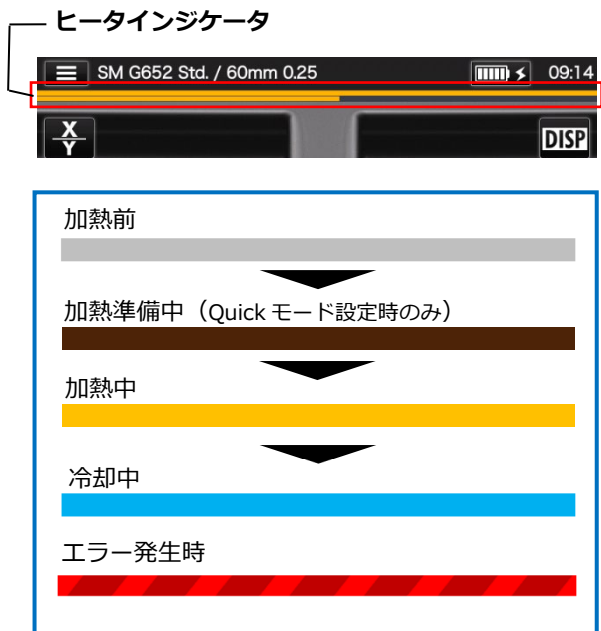 ヒータインジケータ
SM G652 Std. / 60mm 0.25 09:14
X
Y
DISP
加熱前
加熱準備中（Quick モード設定時のみ）
加熱中
冷却中
エラー発生時